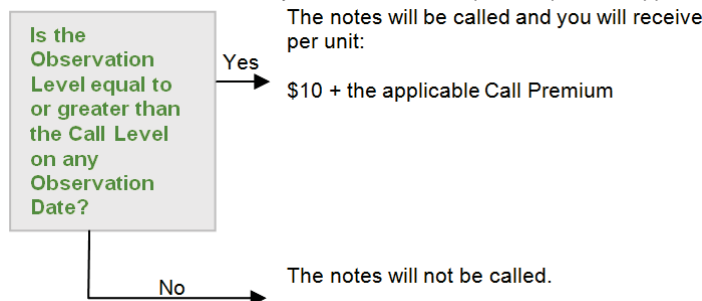 The notes will be called and you will receive
per unit:
Is the
Observation
Level equal to
or greater than
the Call Level
on any
Observation
Date?
Yes
$10 + the applicable Call Premium
No
The notes will not be called.